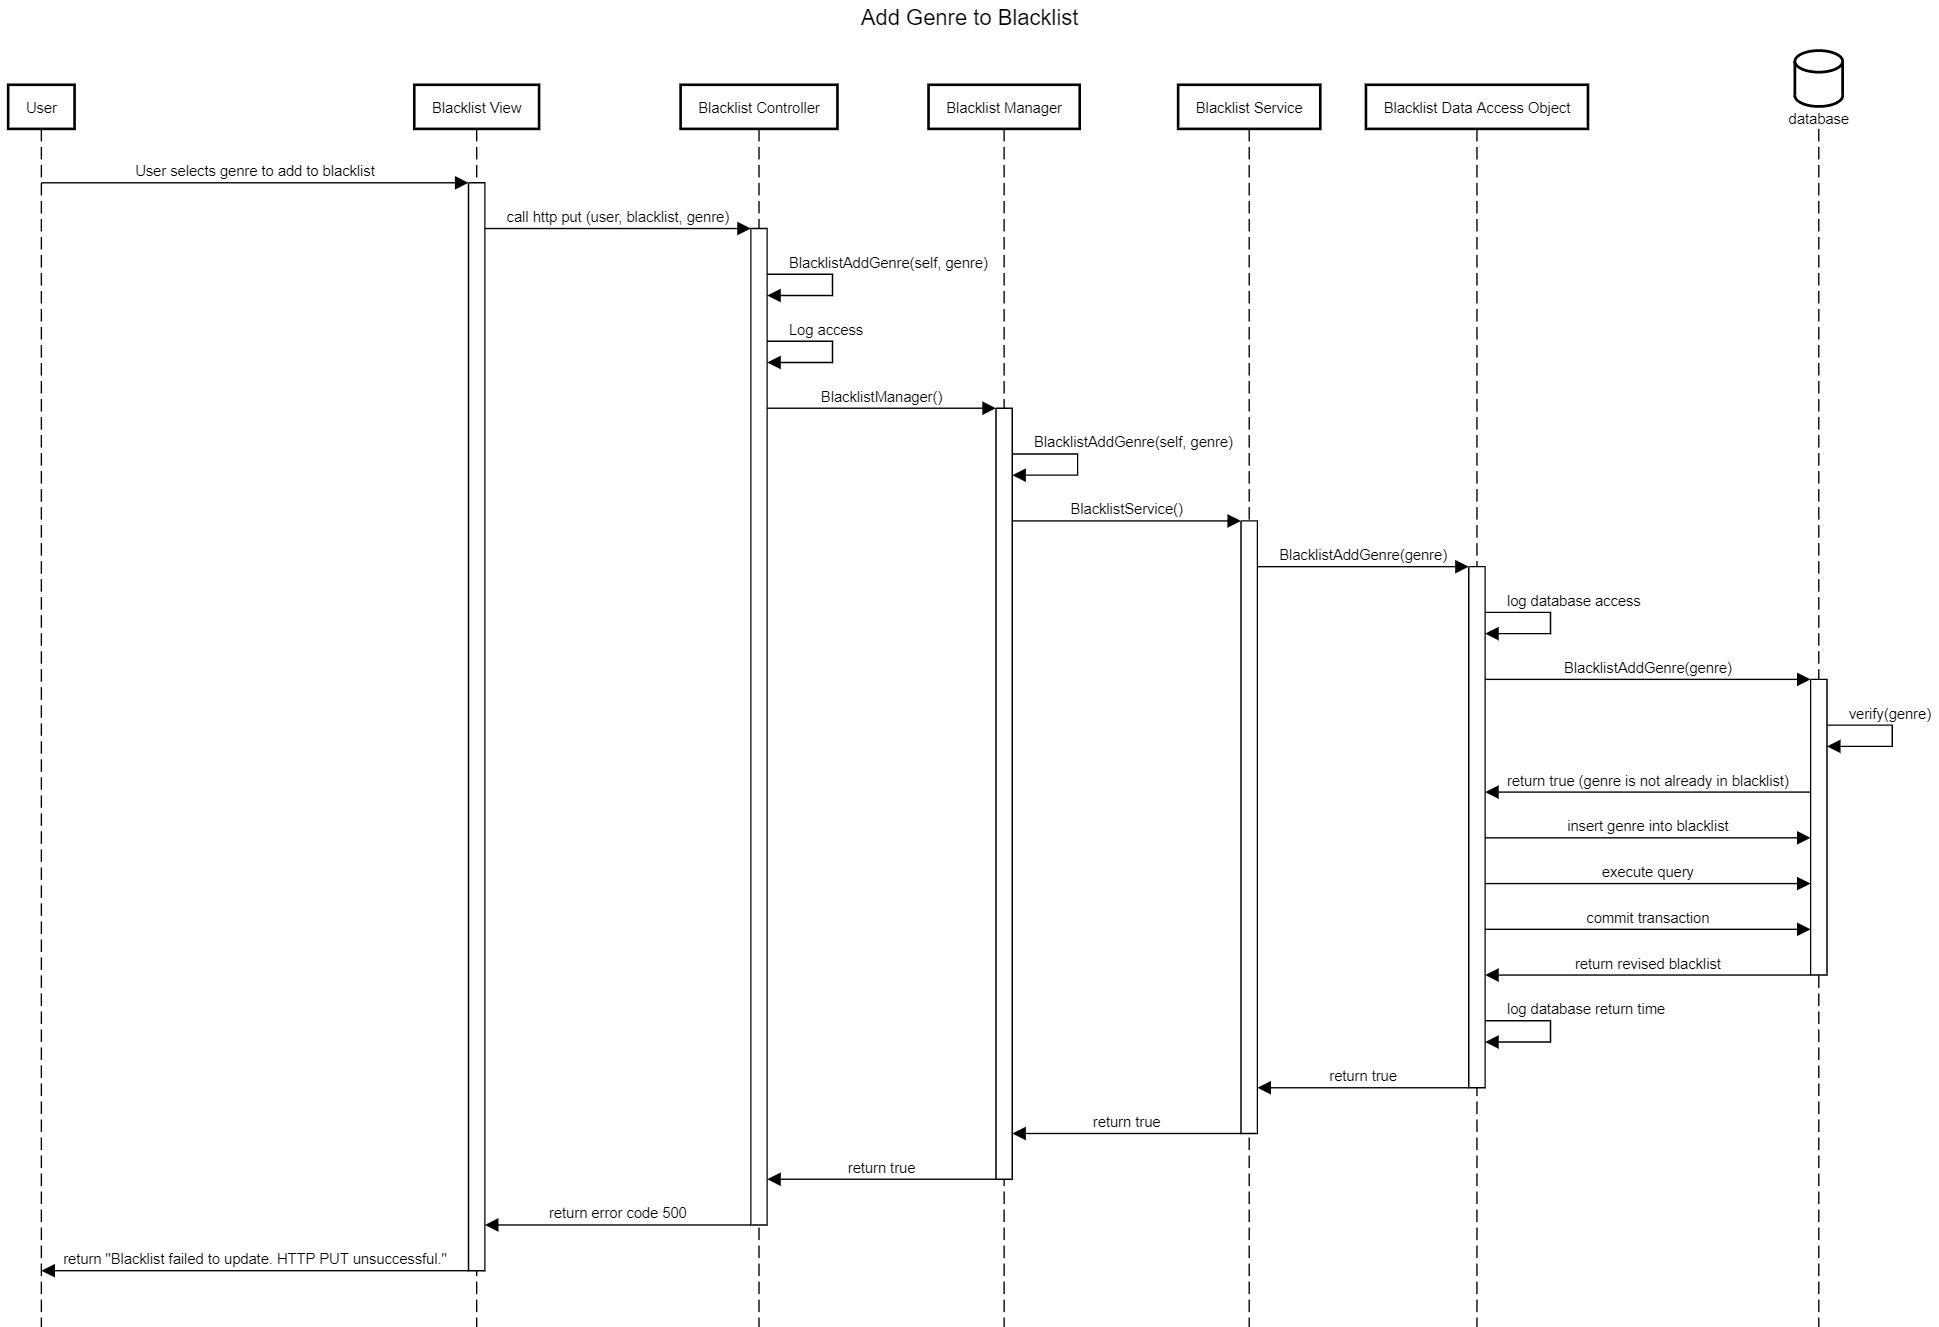 Add Genre to Blacklist
User
Blacklist View
Blacklist Controller
Blacklist Manager
Blacklist Service
Blacklist Data Access Object
database
User selects genre to add to blacklist
call http put (user, blacklist, genre)
BlacklistAddGenre(self, genre)
Log access
BlacklistManager()
BlacklistAddGenre(self, genre)
BlacklistService()
BlacklistAddGenre(genre)
log database access
BlacklistAddGenre(genre)
verify(genre)
return true (genre is not already in blacklist)
insert genre into blacklist
execute query
commit transaction
return revised blacklist
log database return time
return true
return true
return true
return error code 500
return "Blacklist failed to update. HTTP PUT unsuccessful."